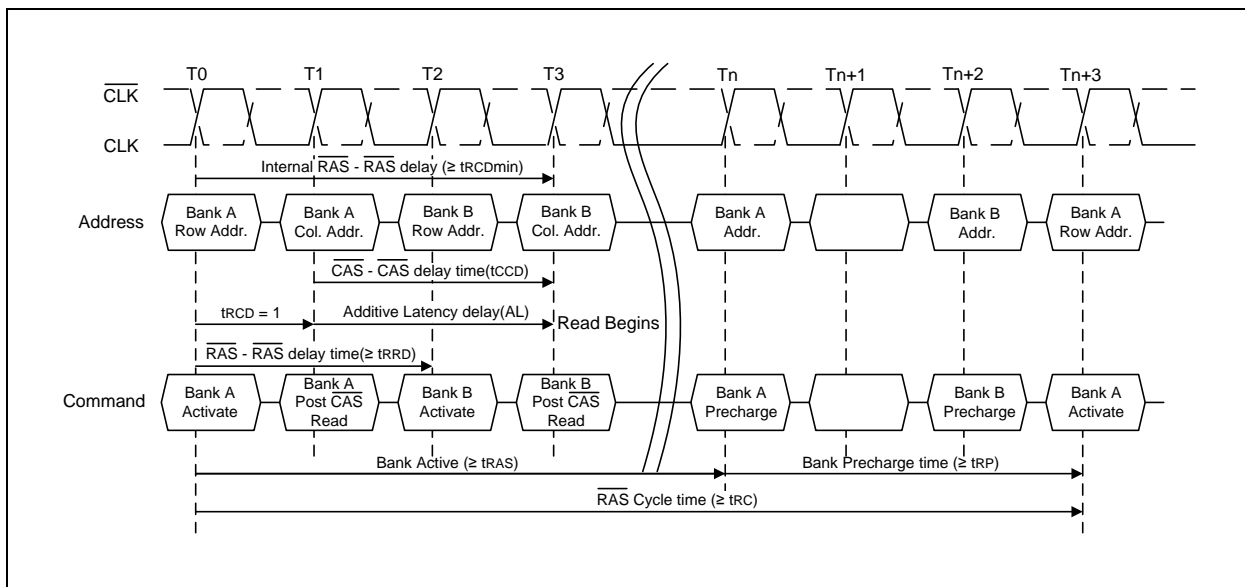 T0 T1 T2 T3 Tn Tn+1 Tn+2 Tn+3
CLK
CLK
Internal RAS - RAS delay (≥ tRCDmin)
Address
Bank A
Row Addr.
Bank A
Col. Addr.
Bank B
Row Addr.
Bank B
Col. Addr.
Bank A
Addr.
Bank B
Addr.
Bank A
Row Addr.
CAS - CAS delay time(tCCD)
tRCD = 1
Additive Latency delay(AL)
Read Begins
RAS - RAS delay time(≥ tRRD)
Command
Bank A
Activate
Bank A
Post CAS
Read
Bank B
Activate
Bank B
Post CAS
Read
Bank A
Precharge
Bank B
Precharge
Bank A
Activate
Bank Active (≥ tRAS)
Bank Precharge time (≥ tRP)
RAS Cycle time (≥ tRC)